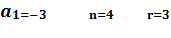 a₁₌₋₃ n=4 r=3